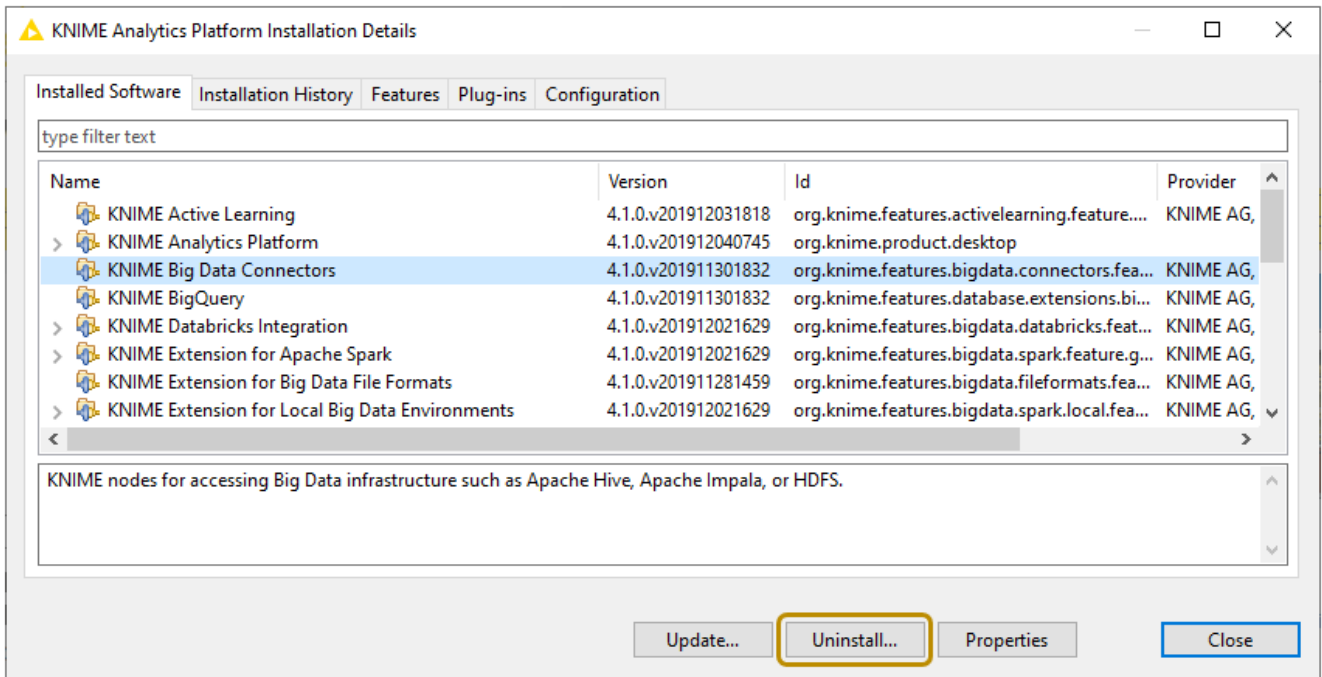 KNIME Analytics Platform Installation Details
Installed Software Installation History Features Plug-ins Configuration
type filter text
Name Version Id Provider
KNIME Active Learning 4.1.0.v201912031818 org.knime.features.activelearning.feature.... KNIME AG,
KNIME Analytics Platform 4.1.0.v201912040745 org.knime.product.desktop
KNIME Big Data Connectors 4.1.0.v201911301832 org.knime.features.bigdata.connectors.fea... KNIME AG,
KNIME BigQuery 4.1.0.v201911301832 org.knime.features.database.extensions.bi... KNIME AG,
KNIME Databricks Integration 4.1.0.v201912021629 org.knime.features.bigdata.databricks.feat... KNIME AG,
KNIME Extension for Apache Spark 4.1.0.v201912021629 org.knime.features.bigdata.spark.feature.g... KNIME AG,
KNIME Extension for Big Data File Formats 4.1.0.v201911281459 org.knime.features.bigdata.fileformats.fea... KNIME AG,
KNIME Extension for Local Big Data Environments 4.1.0.v201912021629 org.knime.features.bigdata.spark.local.fea... KNIME AG,
KNIME nodes for accessing Big Data infrastructure such as Apache Hive, Apache Impala, or HDFS.
Update... Uninstall... Properties Close